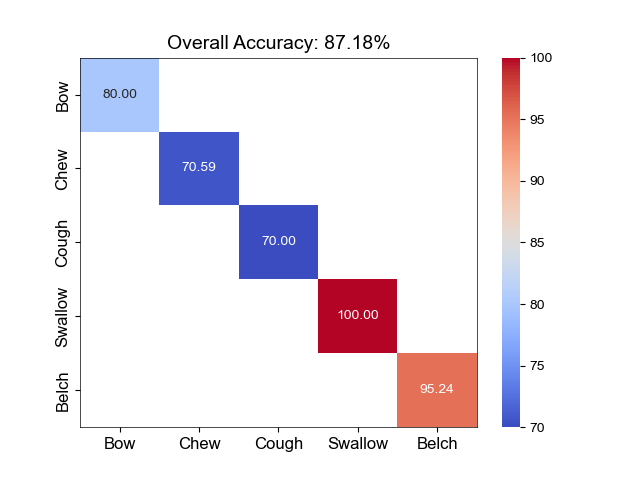 Overall Accuracy: 87.18%
Bow
80.00
Chew
70.59
Cough
70.00
Swallow
100.00
Belch
95.24
Bow Chew Cough Swallow Belch
100
95
90
85
80
75
70